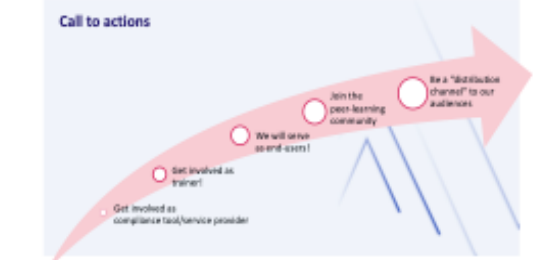 Call to actions
Be a "distribution
channel" to our
audiences
Join the
peer-learning
community
We will serve
as end-users!
Get involved as
trainer!
Get involved as
compliance tool/service provider